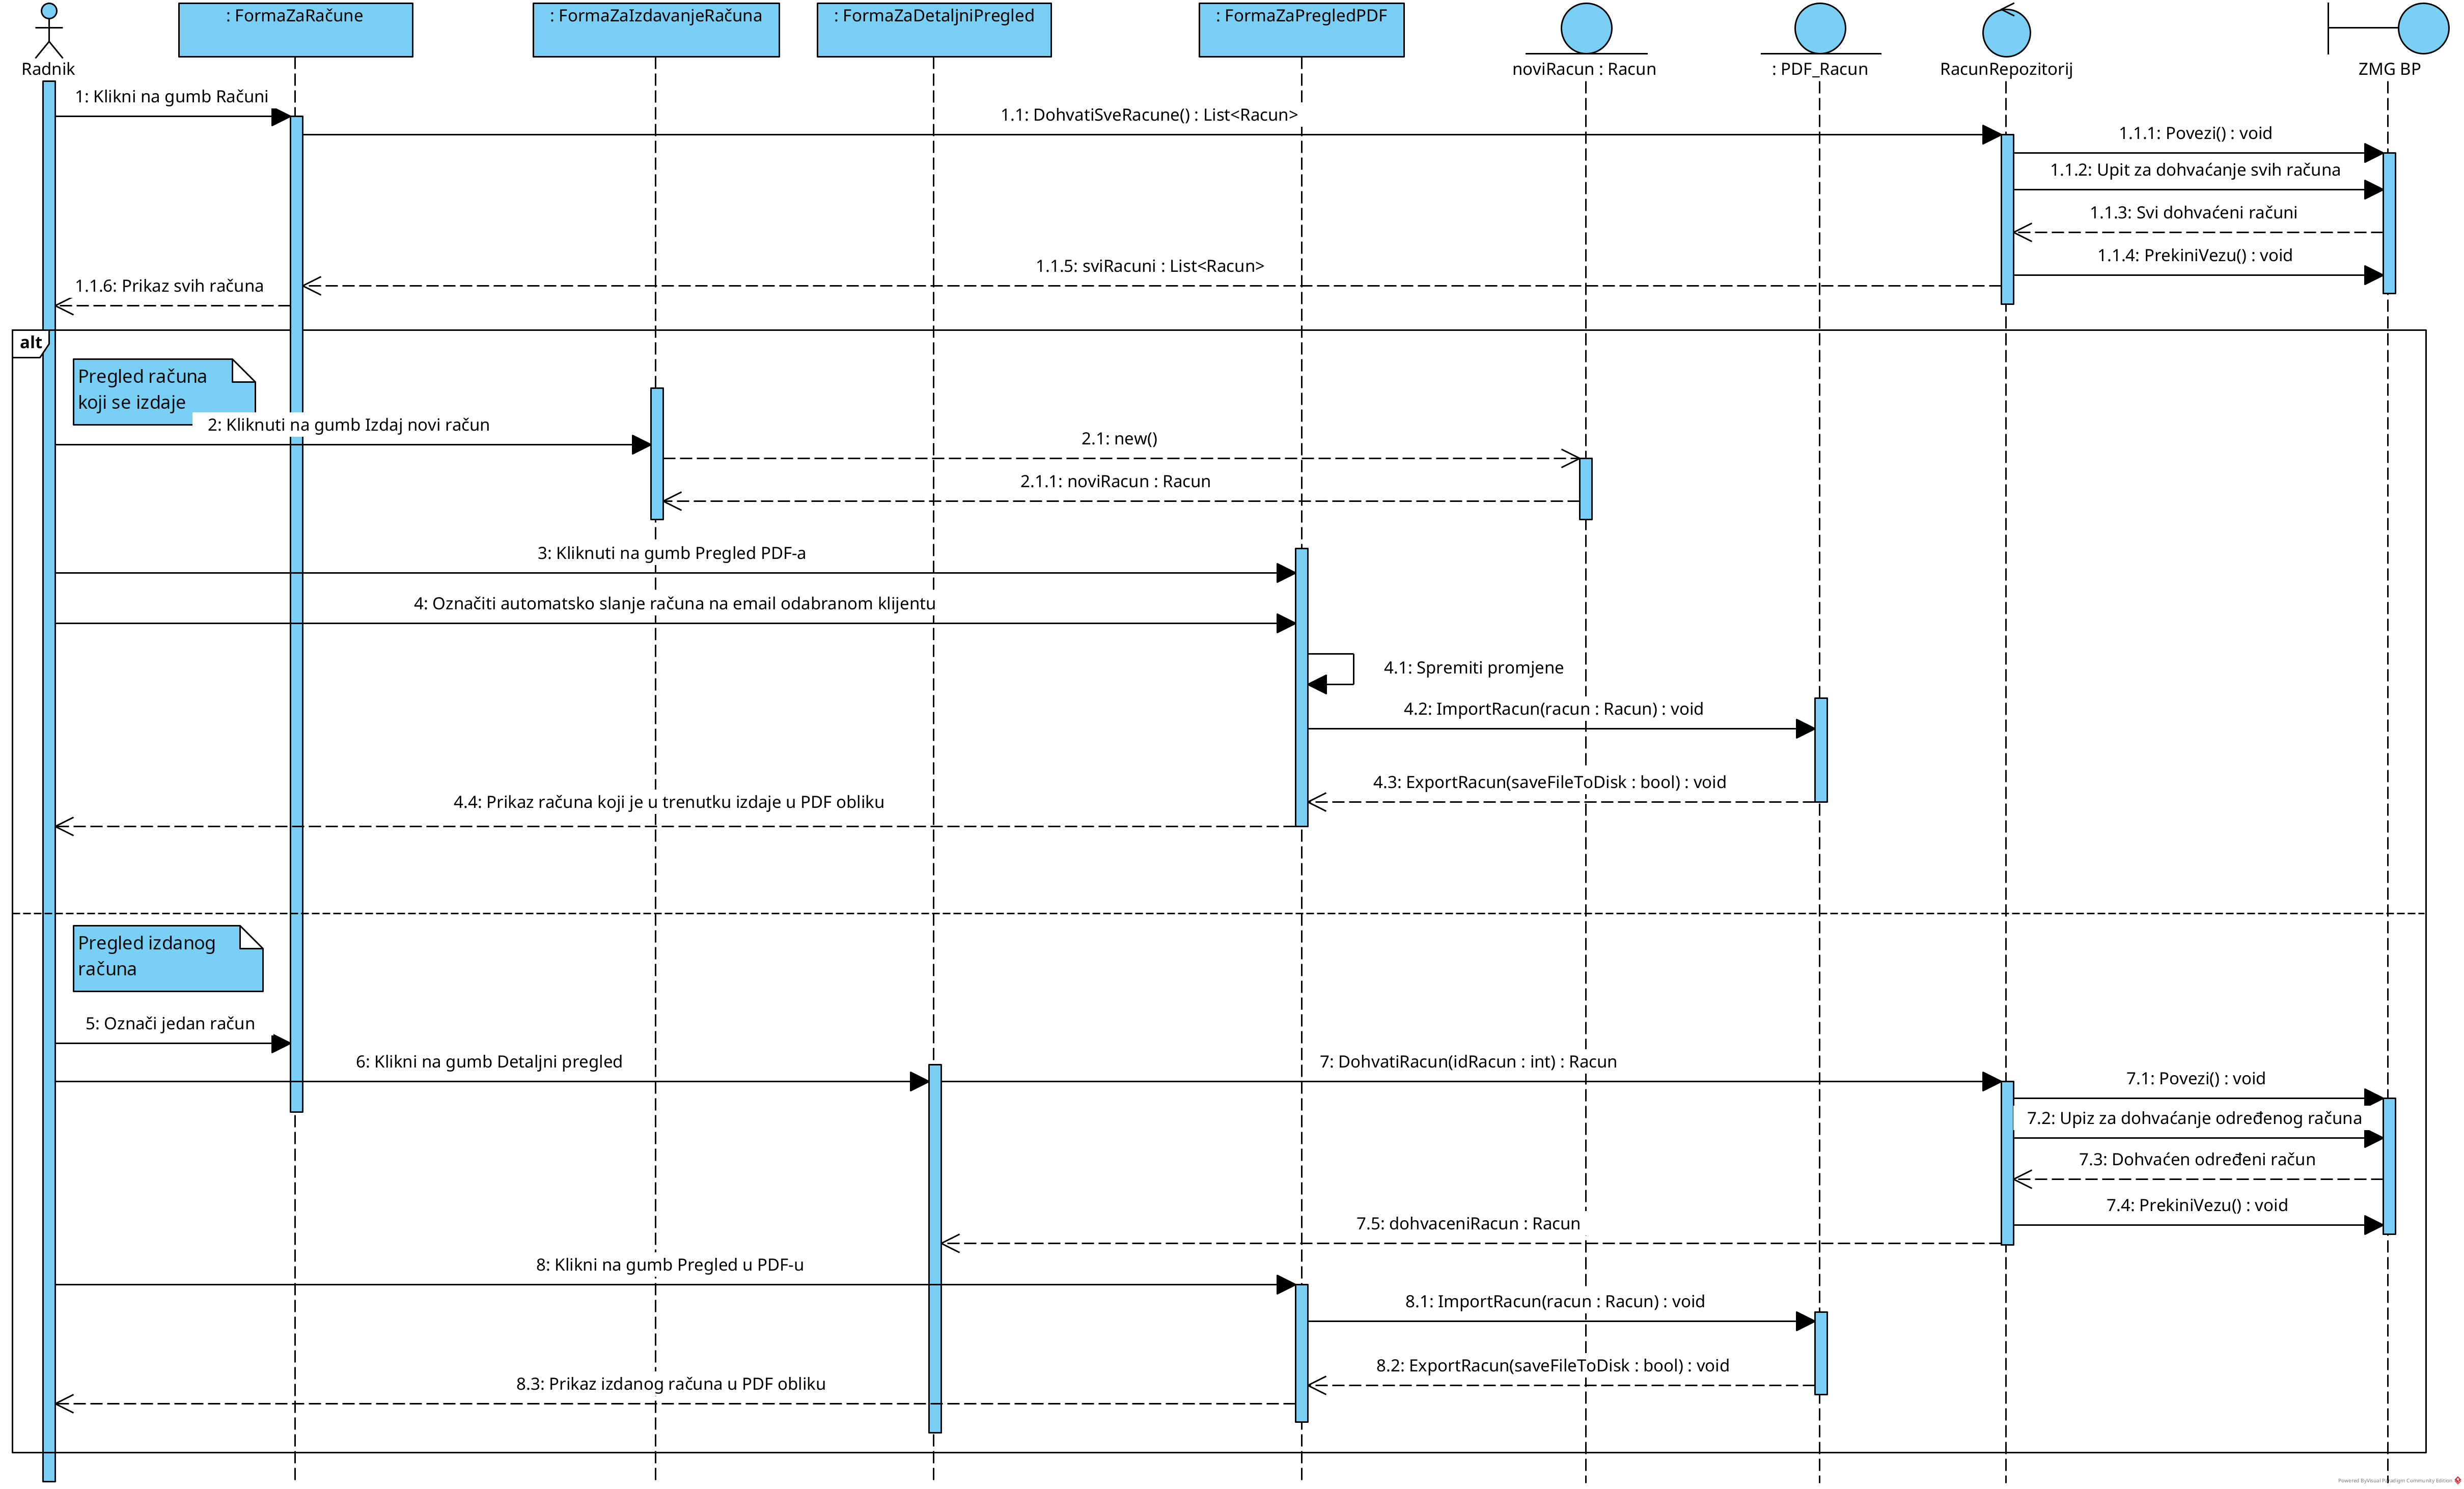 : FormaZaRačune
: FormaZaIzdavanjeRačuna
: FormaZaDetaljniPregled
: FormaZaPregledPDF
Radnik
noviRacun : Racun
: PDF_Racun
RacunRepozitorij
ZMG BP
1: Klikni na gumb Računi
1.1: DohvatiSveRacune() : List<Racun>
1.1.1: Povezi() : void
1.1.2: Upit za dohvaćanje svih računa
1.1.3: Svi dohvaćeni računi
1.1.4: PrekiniVezu() : void
1.1.5: sviRacuni : List<Racun>
1.1.6: Prikaz svih računa
alt
Pregled računa
koji se izdaje
2: Kliknuti na gumb Izdaj novi račun
2.1: new()
2.1.1: noviRacun : Racun
3: Kliknuti na gumb Pregled PDF-a
4: Označiti automatsko slanje računa na email odabranom klijentu
4.1: Spremiti promjene
4.2: ImportRacun(racun : Racun) : void
4.3: ExportRacun(saveFileToDisk : bool) : void
4.4: Prikaz računa koji je u trenutku izdaje u PDF obliku
Pregled izdanog
računa
5: Označi jedan račun
6: Klikni na gumb Detaljni pregled
7: DohvatiRacun(idRacun : int) : Racun
7.1: Povezi() : void
7.2: Upiz za dohvaćanje određenog računa
7.3: Dohvaćen određeni račun
7.4: PrekiniVezu() : void
7.5: dohvaceniRacun : Racun
8: Klikni na gumb Pregled u PDF-u
8.1: ImportRacun(racun : Racun) : void
8.2: ExportRacun(saveFileToDisk : bool) : void
8.3: Prikaz izdanog računa u PDF obliku
Powered ByVisual Paradigm Community Edition